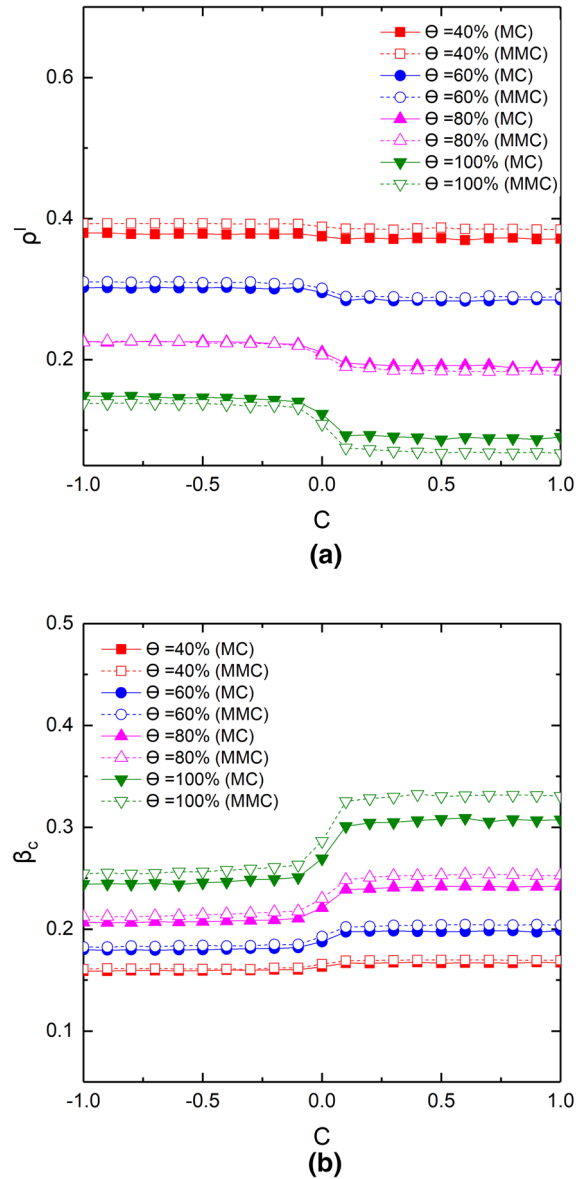 0.6
0.4
0.2
ρᴵ
Ɵ =40% (MC)
Ɵ =40% (MMC)
Ɵ =60% (MC)
Ɵ =60% (MMC)
Ɵ =80% (MC)
Ɵ =80% (MMC)
Ɵ =100% (MC)
Ɵ =100% (MMC)
-1.0 -0.5 0.0 0.5 1.0
C
(a)
0.5
0.4
0.3
0.2
0.1
β_c
Ɵ =40% (MC)
Ɵ =40% (MMC)
Ɵ =60% (MC)
Ɵ =60% (MMC)
Ɵ =80% (MC)
Ɵ =80% (MMC)
Ɵ =100% (MC)
Ɵ =100% (MMC)
-1.0 -0.5 0.0 0.5 1.0
C
(b)